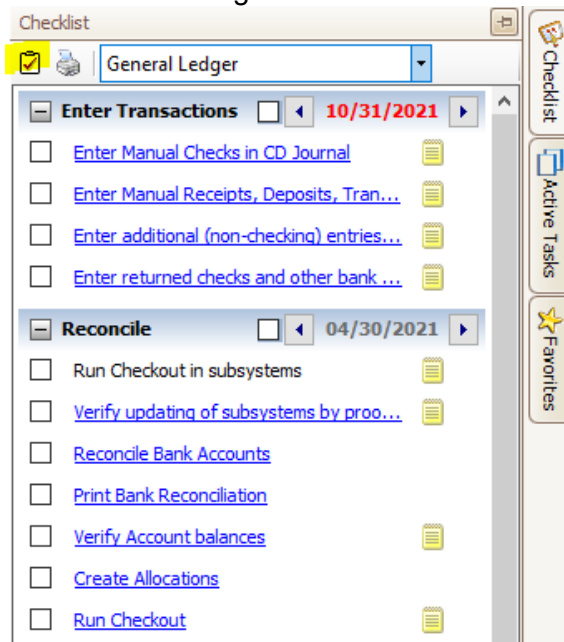 Checklist
General Ledger
Enter Transactions 10/31/2021
Enter Manual Checks in CD Journal
Enter Manual Receipts, Deposits, Tran...
Enter additional (non-checking) entries...
Enter returned checks and other bank ...
Reconcile 04/30/2021
Run Checkout in subsystems
Verify updating of subsystems by proo...
Reconcile Bank Accounts
Print Bank Reconciliation
Verify Account balances
Create Allocations
Run Checkout
Checklist
Active Tasks
Favorites